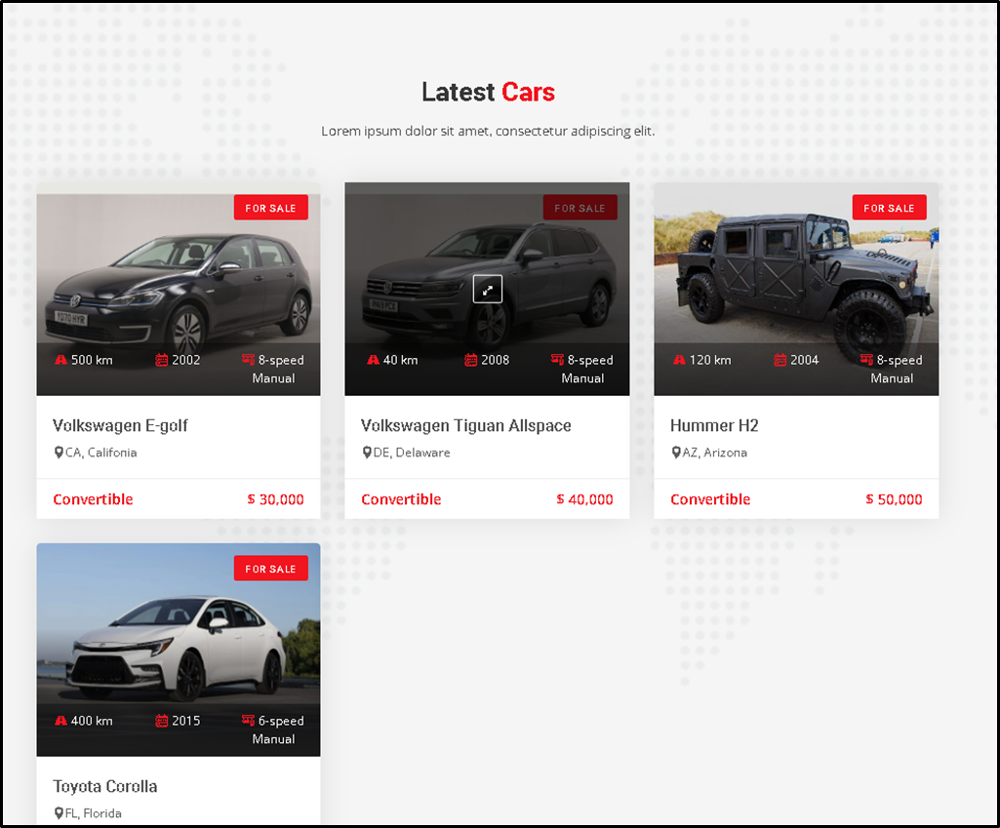 Latest Cars
Lorem ipsum dolor sit amet, consectetur adipiscing elit.
FOR SALE
YD70 HYR
500 km 2002 8-speed
Manual
Volkswagen E-golf
CA, Califonia
Convertible $ 30,000
FOR SALE
40 km 2008 8-speed
Manual
Volkswagen Tiguan Allspace
DE, Delaware
Convertible $ 40,000
FOR SALE
120 km 2004 8-speed
Manual
Hummer H2
AZ, Arizona
Convertible $ 50,000
FOR SALE
400 km 2015 6-speed
Manual
Toyota Corolla
FL, Florida